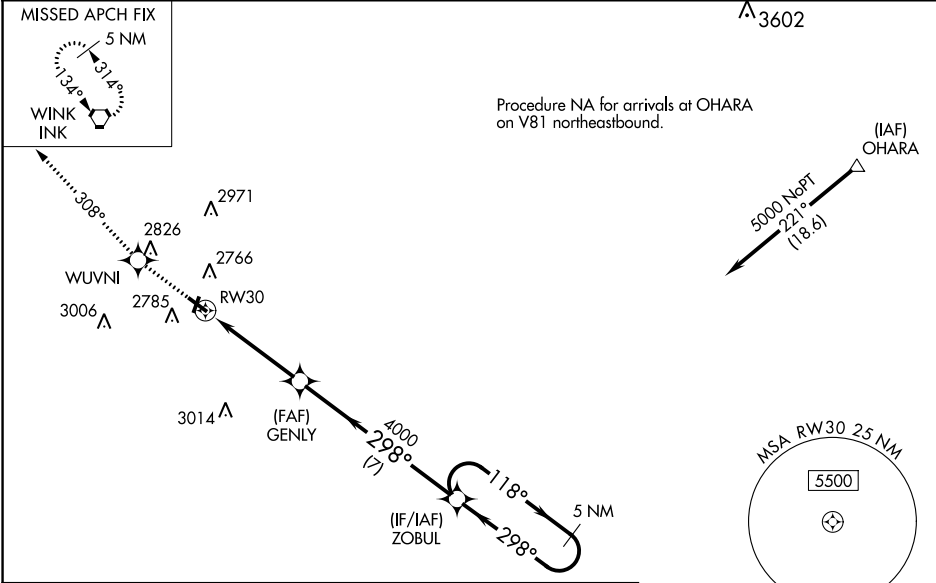 MISSED APCH FIX
5 NM
314°
134°
WINK
INK
3602
Procedure NA for arrivals at OHARA
on V81 northeastbound.
(IAF)
OHARA
5000 NoPT
221°
(18.6)
308°
2971
2826
WUVNI
2766
2785
RW30
3006
3014
(FAF)
GENLY
4000
298°
(7)
118°
5 NM
(IF/IAF)
ZOBUL
298°
MSA RW30 25 NM
5500